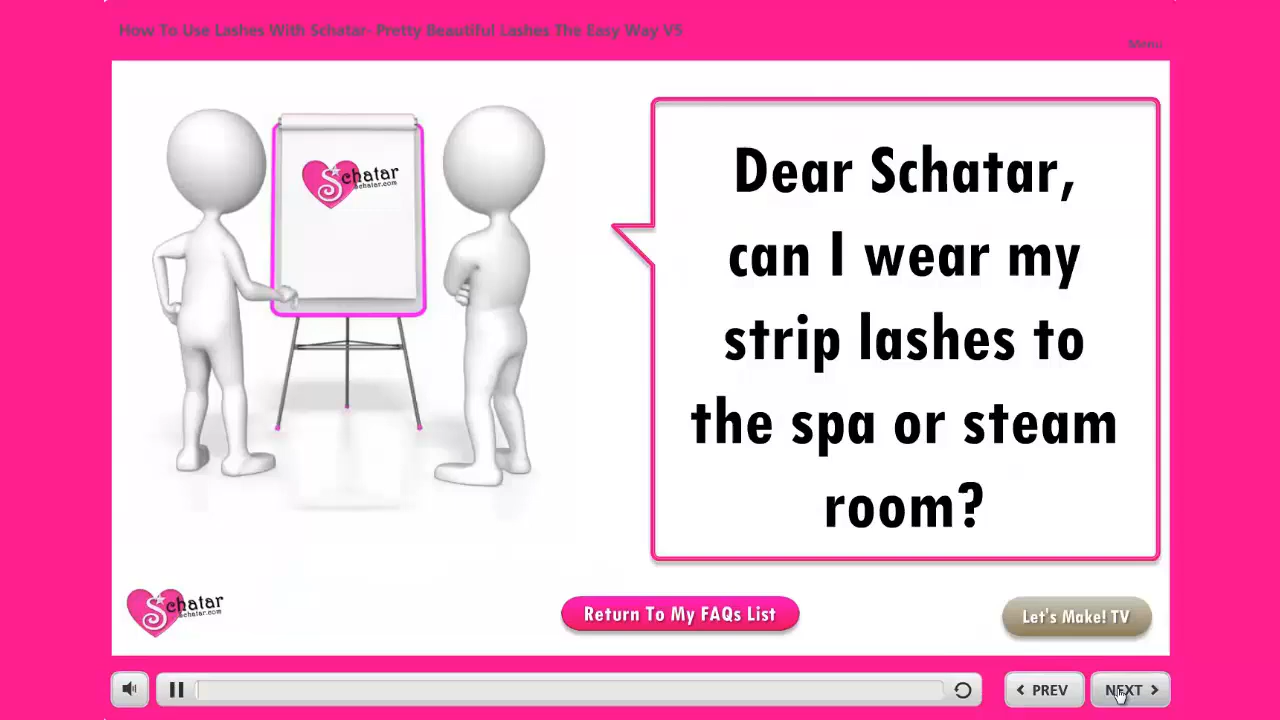 How To Use Lashes With Schatar- Pretty Beautiful Lashes The Easy Way V5
Menu
Schatar
schatar.com
Dear Schatar,
can I wear my
strip lashes to
the spa or steam
room?
Schatar
schatar.com
Return To My FAQs List
Let's Make! TV
PREV
NEXT